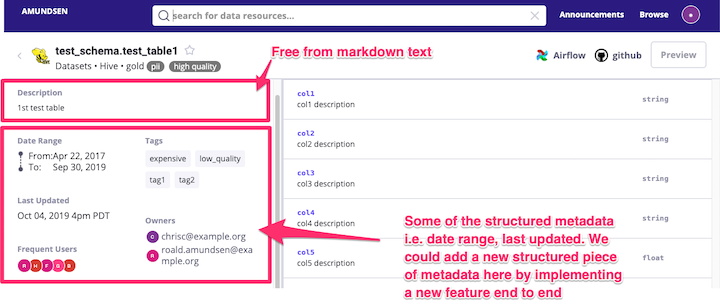 AMUNDSEN
search for data resources...
Announcements
Browse
e
test_schema.test_table1
Datasets • Hive • gold pii high quality
Airflow
github
Preview
Free from markdown text
Description
1st test table
Date Range
From:Apr 22, 2017
To: Sep 30, 2019
Last Updated
Oct 04, 2019 4pm PDT
Frequent Users
R H F G B
Tags
expensive low_quality
tag1 tag2
Owners
C chrisc@example.org
R roald.amundsen@exa
mple.org
col1 string
col1 description
col2 string
col2 description
col3 string
col3 description
col4 string
col4 description
col5 float
col5 description
Some of the structured metadata
i.e. date range, last updated. We
could add a new structured piece
of metadata here by implementing
a new feature end to end